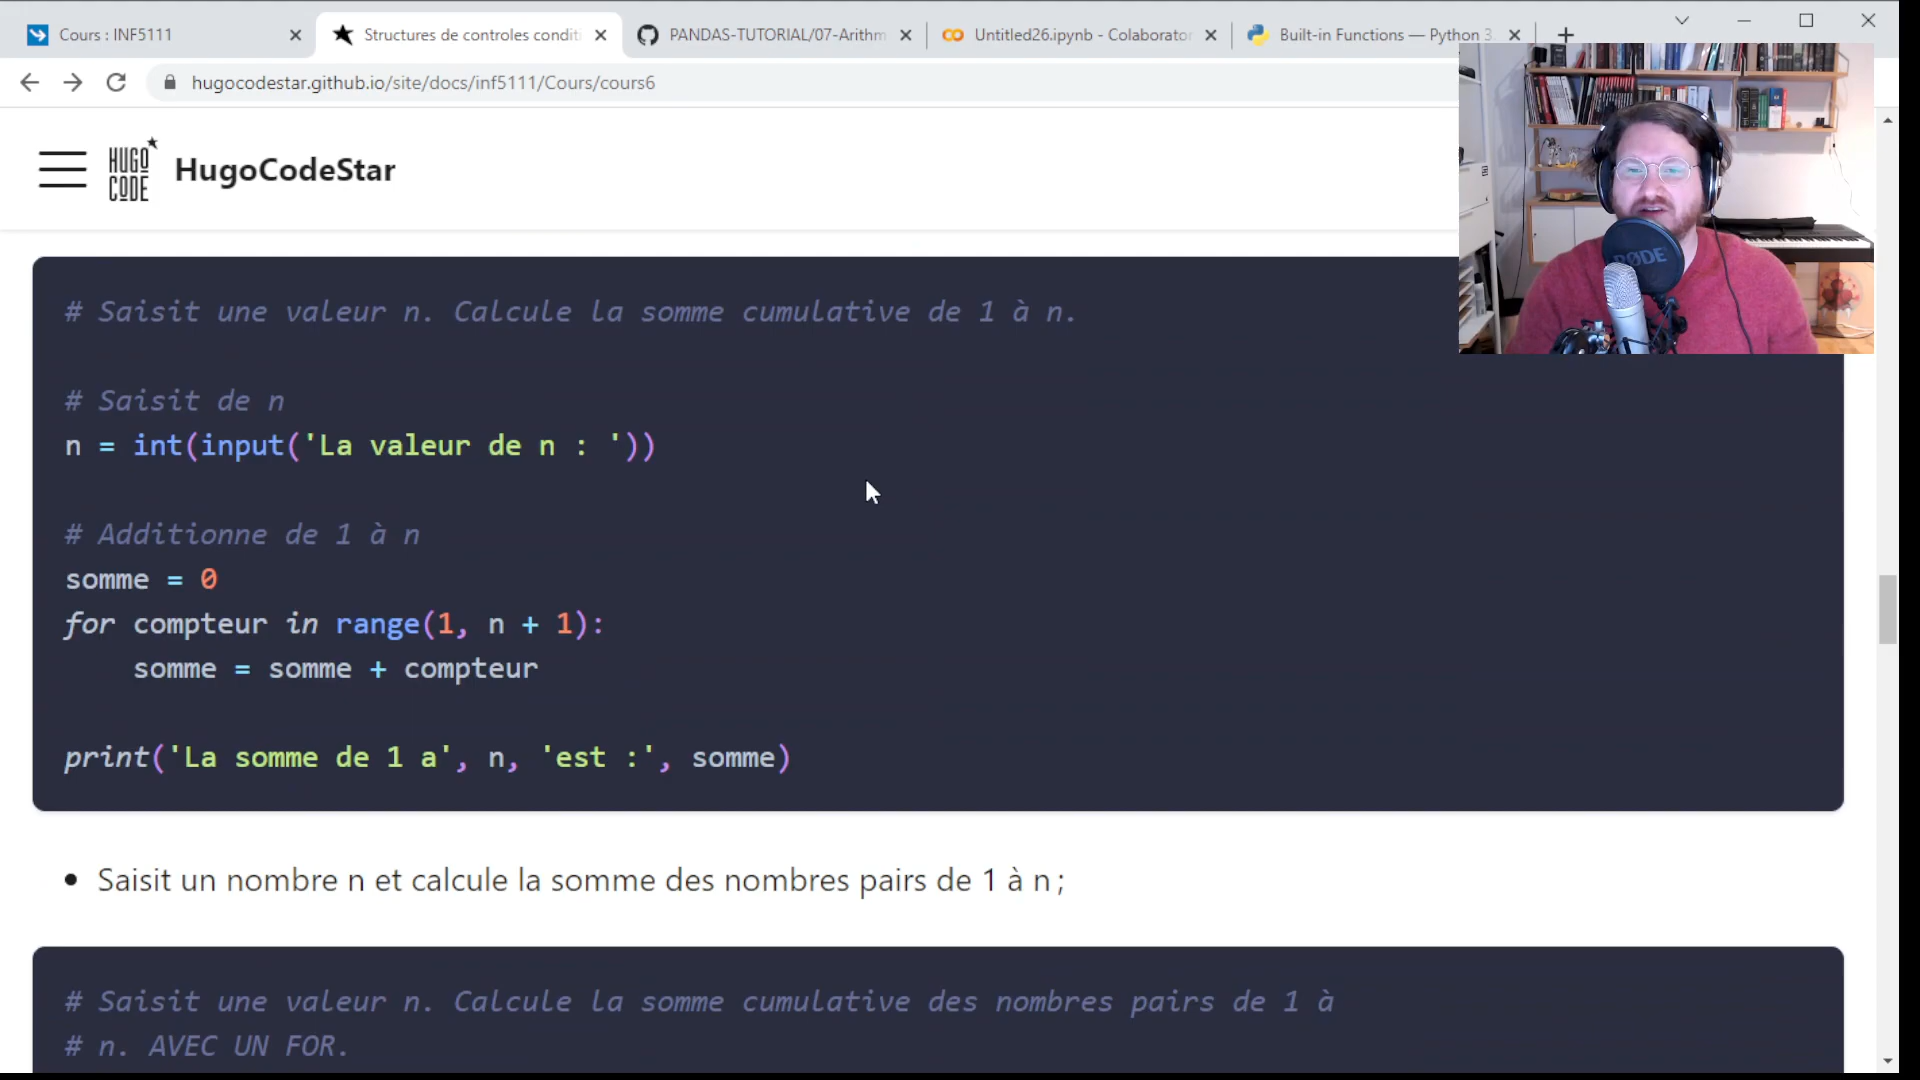 Cours : INF5111
Structures de controles condit
PANDAS-TUTORIAL/07-Arithm
Untitled26.ipynb - Colaborator
Built-in Functions — Python 3.
hugocodestar.github.io/site/docs/inf5111/Cours/cours6
HUGO
CODE
HugoCodeStar
RØDE
# Saisit une valeur n. Calcule la somme cumulative de 1 à n.
# Saisit de n
n = int(input('La valeur de n : '))
# Additionne de 1 à n
somme = 0
for compteur in range(1, n + 1):
    somme = somme + compteur
print('La somme de 1 a', n, 'est :', somme)
• Saisit un nombre n et calcule la somme des nombres pairs de 1 à n ;
# Saisit une valeur n. Calcule la somme cumulative des nombres pairs de 1 à
# n. AVEC UN FOR.